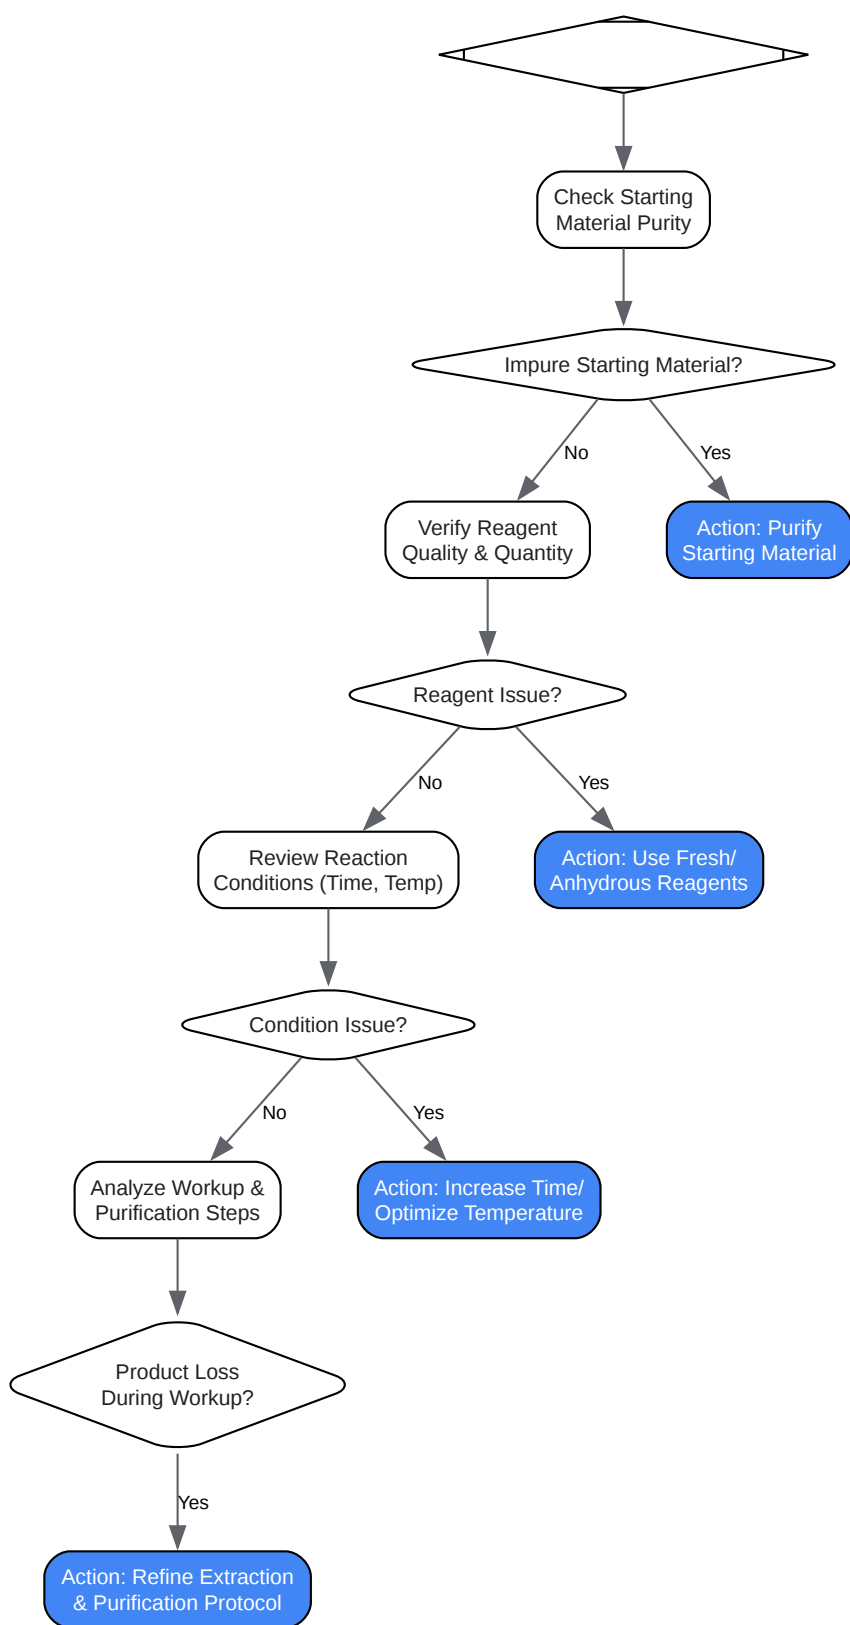 Check Starting
Material Purity
Impure Starting Material?
No
Yes
Verify Reagent
Quality & Quantity
Action: Purify
Starting Material
Reagent Issue?
No
Yes
Review Reaction
Conditions (Time, Temp)
Action: Use Fresh/
Anhydrous Reagents
Condition Issue?
No
Yes
Analyze Workup &
Purification Steps
Action: Increase Time/
Optimize Temperature
Product Loss
During Workup?
Yes
Action: Refine Extraction
& Purification Protocol